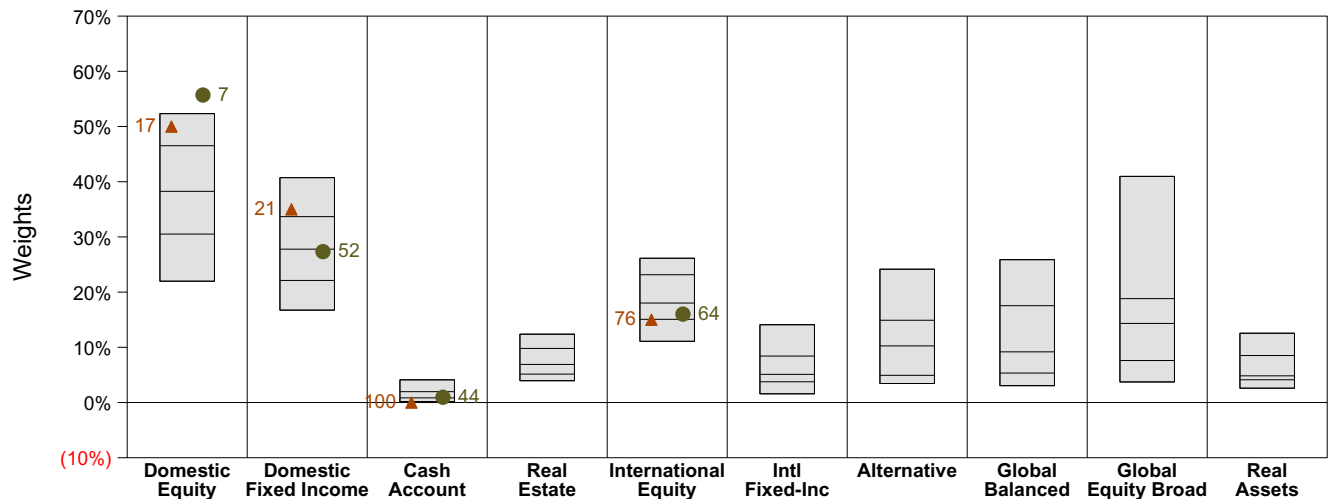 70%
60%
50%
40%
30%
20%
10%
0%
(10%)
Weights
7
17
21
52
100
44
76
64
Domestic
Equity
Domestic
Fixed Income
Cash
Account
Real
Estate
International
Equity
Intl
Fixed-Inc
Alternative
Global
Balanced
Global
Equity Broad
Real
Assets